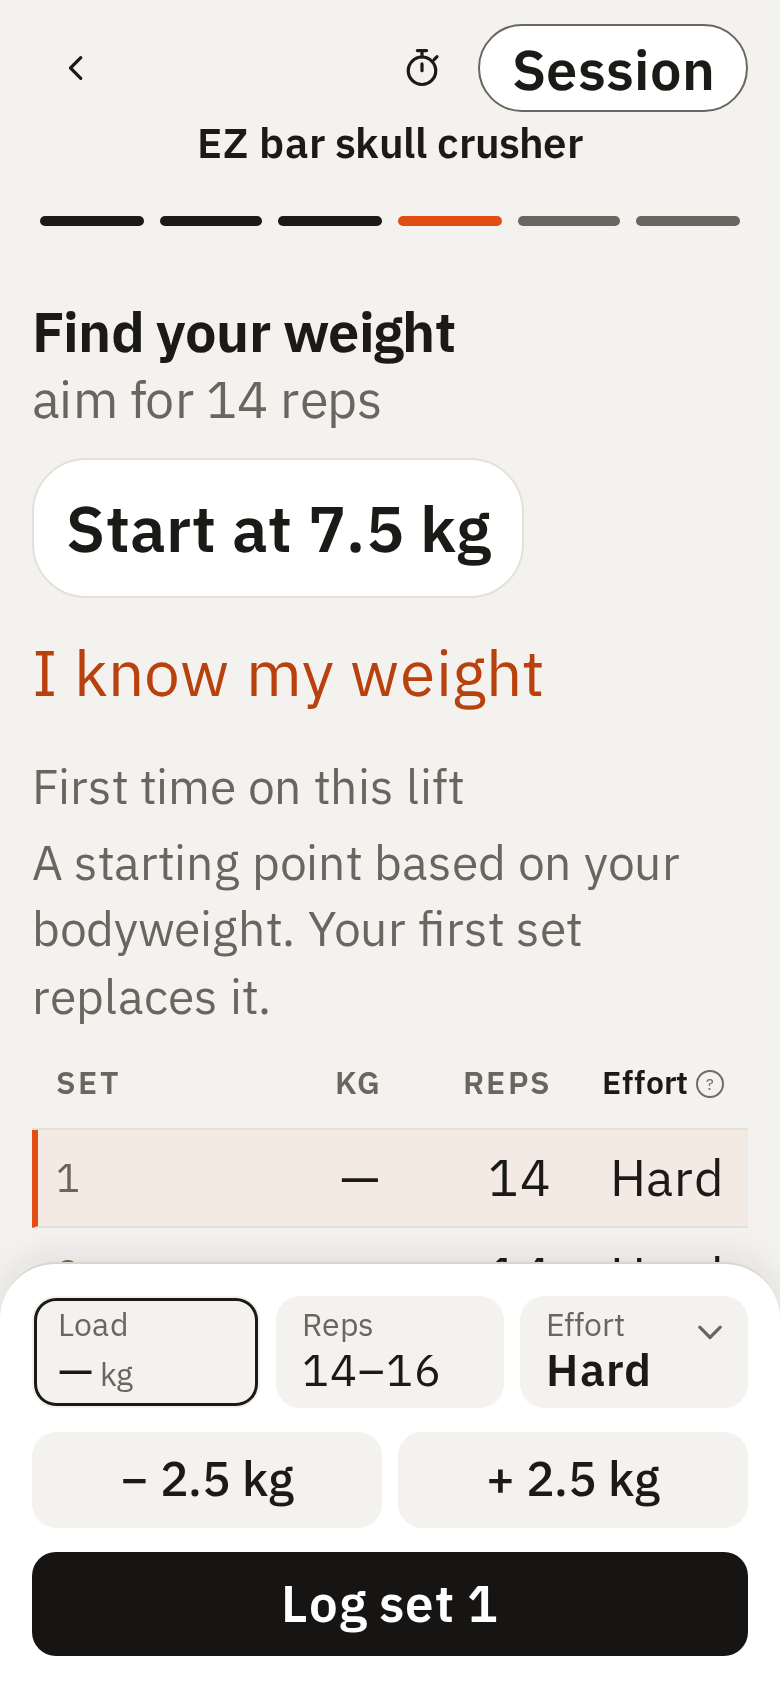 Session
EZ bar skull crusher
Find your weight
aim for 14 reps
Start at 7.5 kg
I know my weight
First time on this lift
A starting point based on your
bodyweight. Your first set
replaces it.
SET KG REPS Effort ?
1 — 14 Hard
Load Reps Effort
— kg 14–16 Hard
− 2.5 kg + 2.5 kg
Log set 1